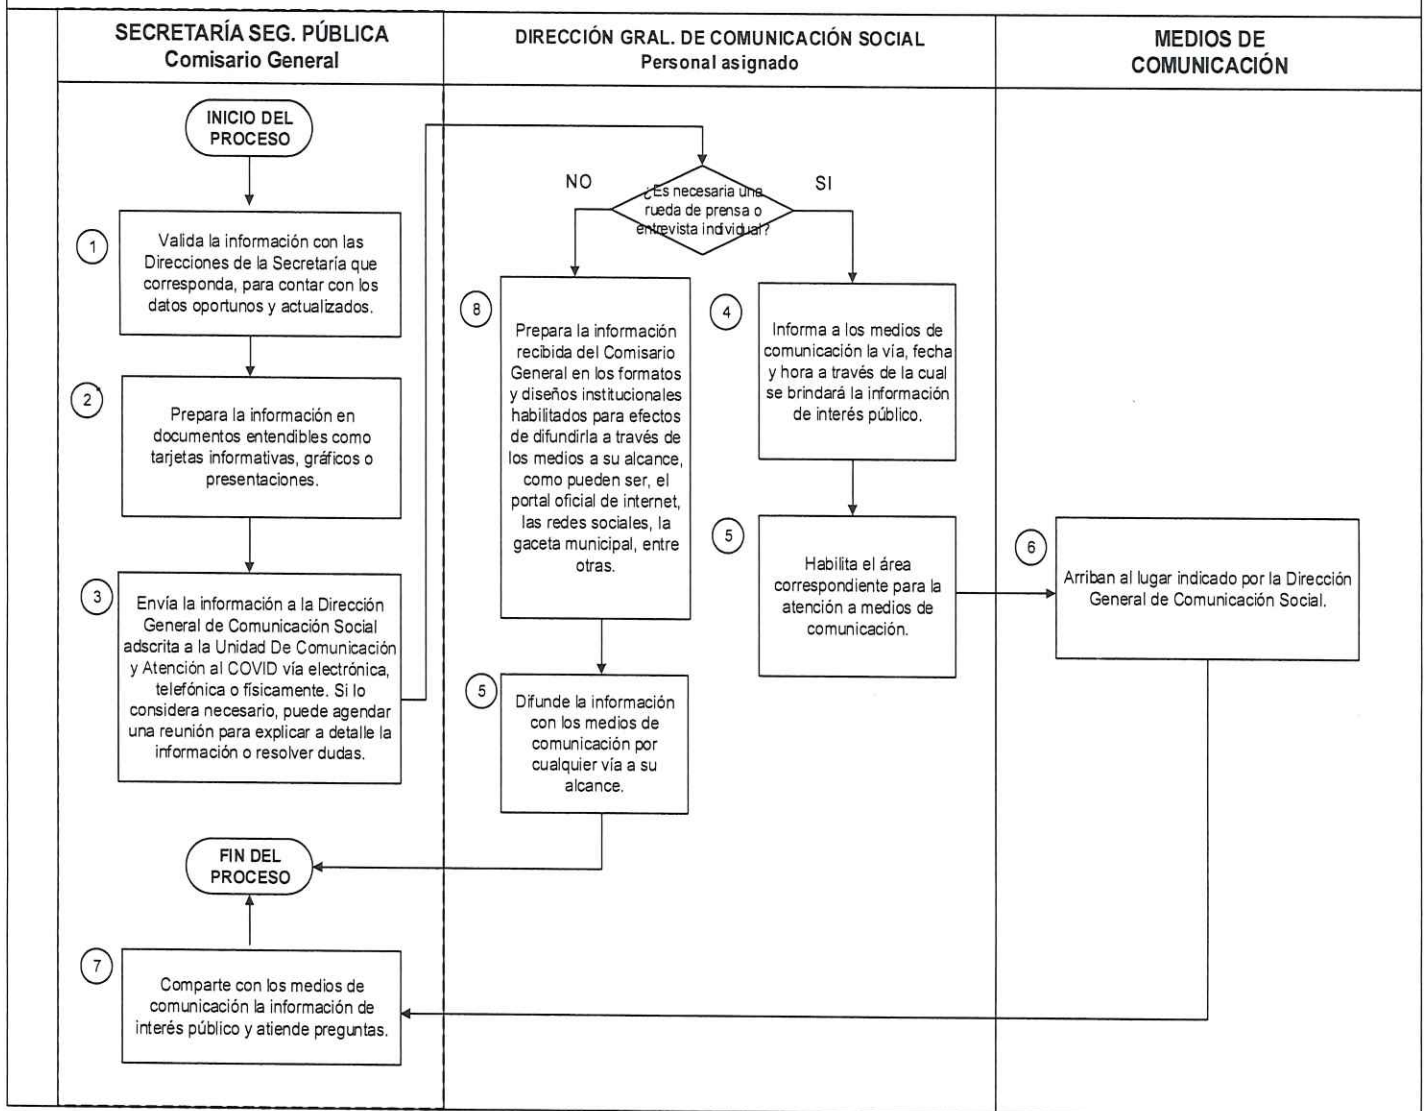 SECRETARÍA SEG. PÚBLICA
Comisario General
DIRECCIÓN GRAL. DE COMUNICACIÓN SOCIAL
Personal asignado
MEDIOS DE
COMUNICACIÓN
INICIO DEL
PROCESO
1
Valida la información con las
Direcciones de la Secretaría que
corresponda, para contar con los
datos oportunos y actualizados.
2
Prepara la información en
documentos entendibles como
tarjetas informativas, gráficos o
presentaciones.
3
Envía la información a la Dirección
General de Comunicación Social
adscrita a la Unidad De Comunicación
y Atención al COVID vía electrónica,
telefónica o físicamente. Si lo
considera necesario, puede agendar
una reunión para explicar a detalle la
información o resolver dudas.
NO
¿Es necesaria una
rueda de prensa o
entrevista individual?
SI
8
Prepara la información
recibida del Comisario
General en los formatos
y diseños institucionales
habilitados para efectos
de difundirla a través de
los medios a su alcance,
como pueden ser, el
portal oficial de internet,
las redes sociales, la
gaceta municipal, entre
otras.
4
Informa a los medios de
comunicación la vía, fecha
y hora a través de la cual
se brindará la información
de interés público.
5
Habilita el área
correspondiente para la
atención a medios de
comunicación.
6
Arriban al lugar indicado por la Dirección
General de Comunicación Social.
5
Difunde la información
con los medios de
comunicación por
cualquier vía a su
alcance.
FIN DEL
PROCESO
7
Comparte con los medios de
comunicación la información de
interés público y atiende preguntas.